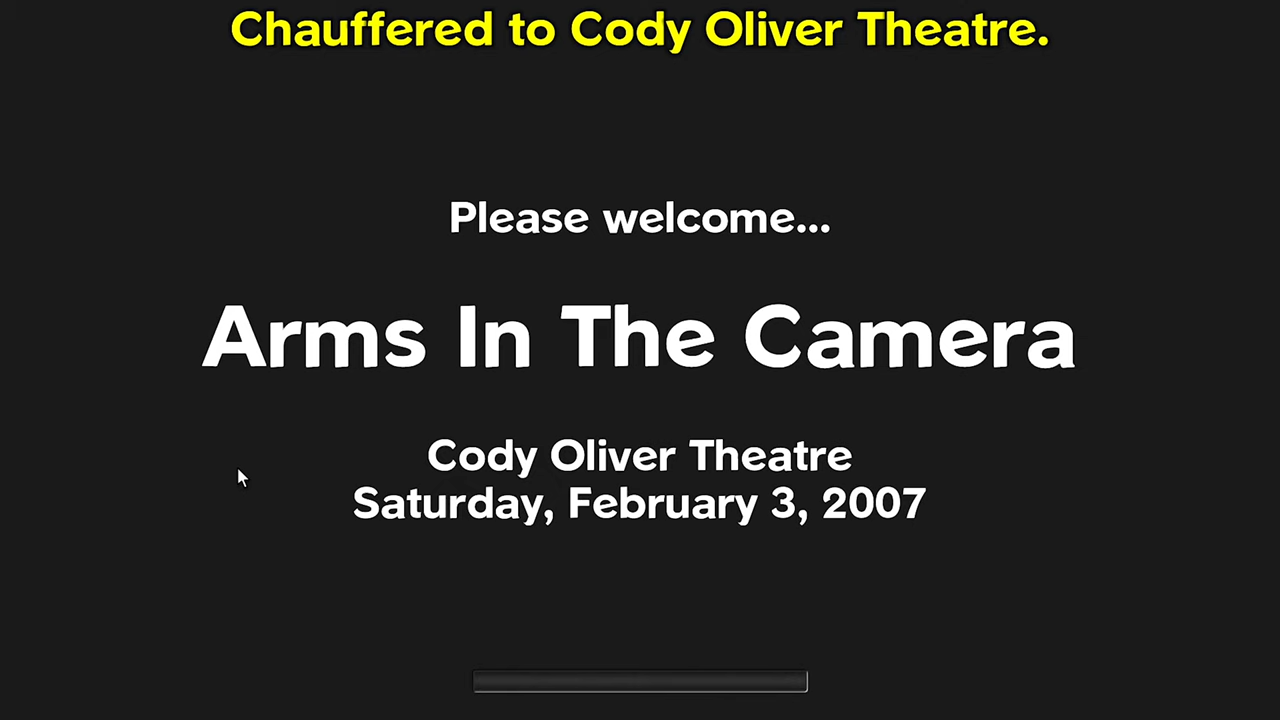 Chauffered to Cody Oliver Theatre.
Please welcome...
Arms In The Camera
Cody Oliver Theatre
Saturday, February 3, 2007